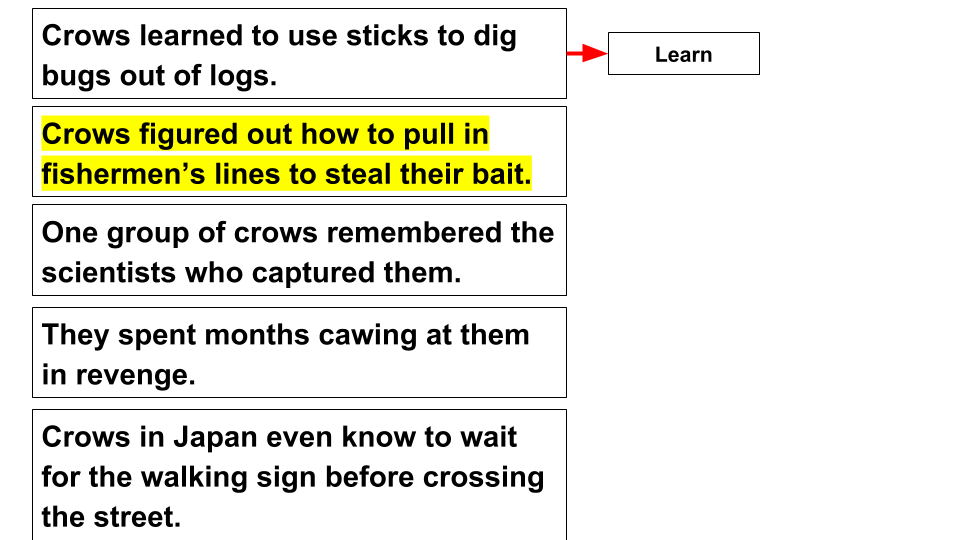 Crows learned to use sticks to dig
bugs out of logs.
Learn
Crows figured out how to pull in
fishermen’s lines to steal their bait.
One group of crows remembered the
scientists who captured them.
They spent months cawing at them
in revenge.
Crows in Japan even know to wait
for the walking sign before crossing
the street.